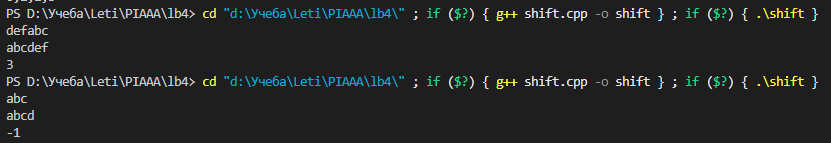 PS D:\Учеба\Leti\PIAAA\lb4> cd "d:\Учеба\Leti\PIAAA\lb4\" ; if ($?) { g++ shift.cpp -o shift } ; if ($?) { .\shift }
defabc
abcdef
3
PS D:\Учеба\Leti\PIAAA\lb4> cd "d:\Учеба\Leti\PIAAA\lb4\" ; if ($?) { g++ shift.cpp -o shift } ; if ($?) { .\shift }
abc
abcd
-1